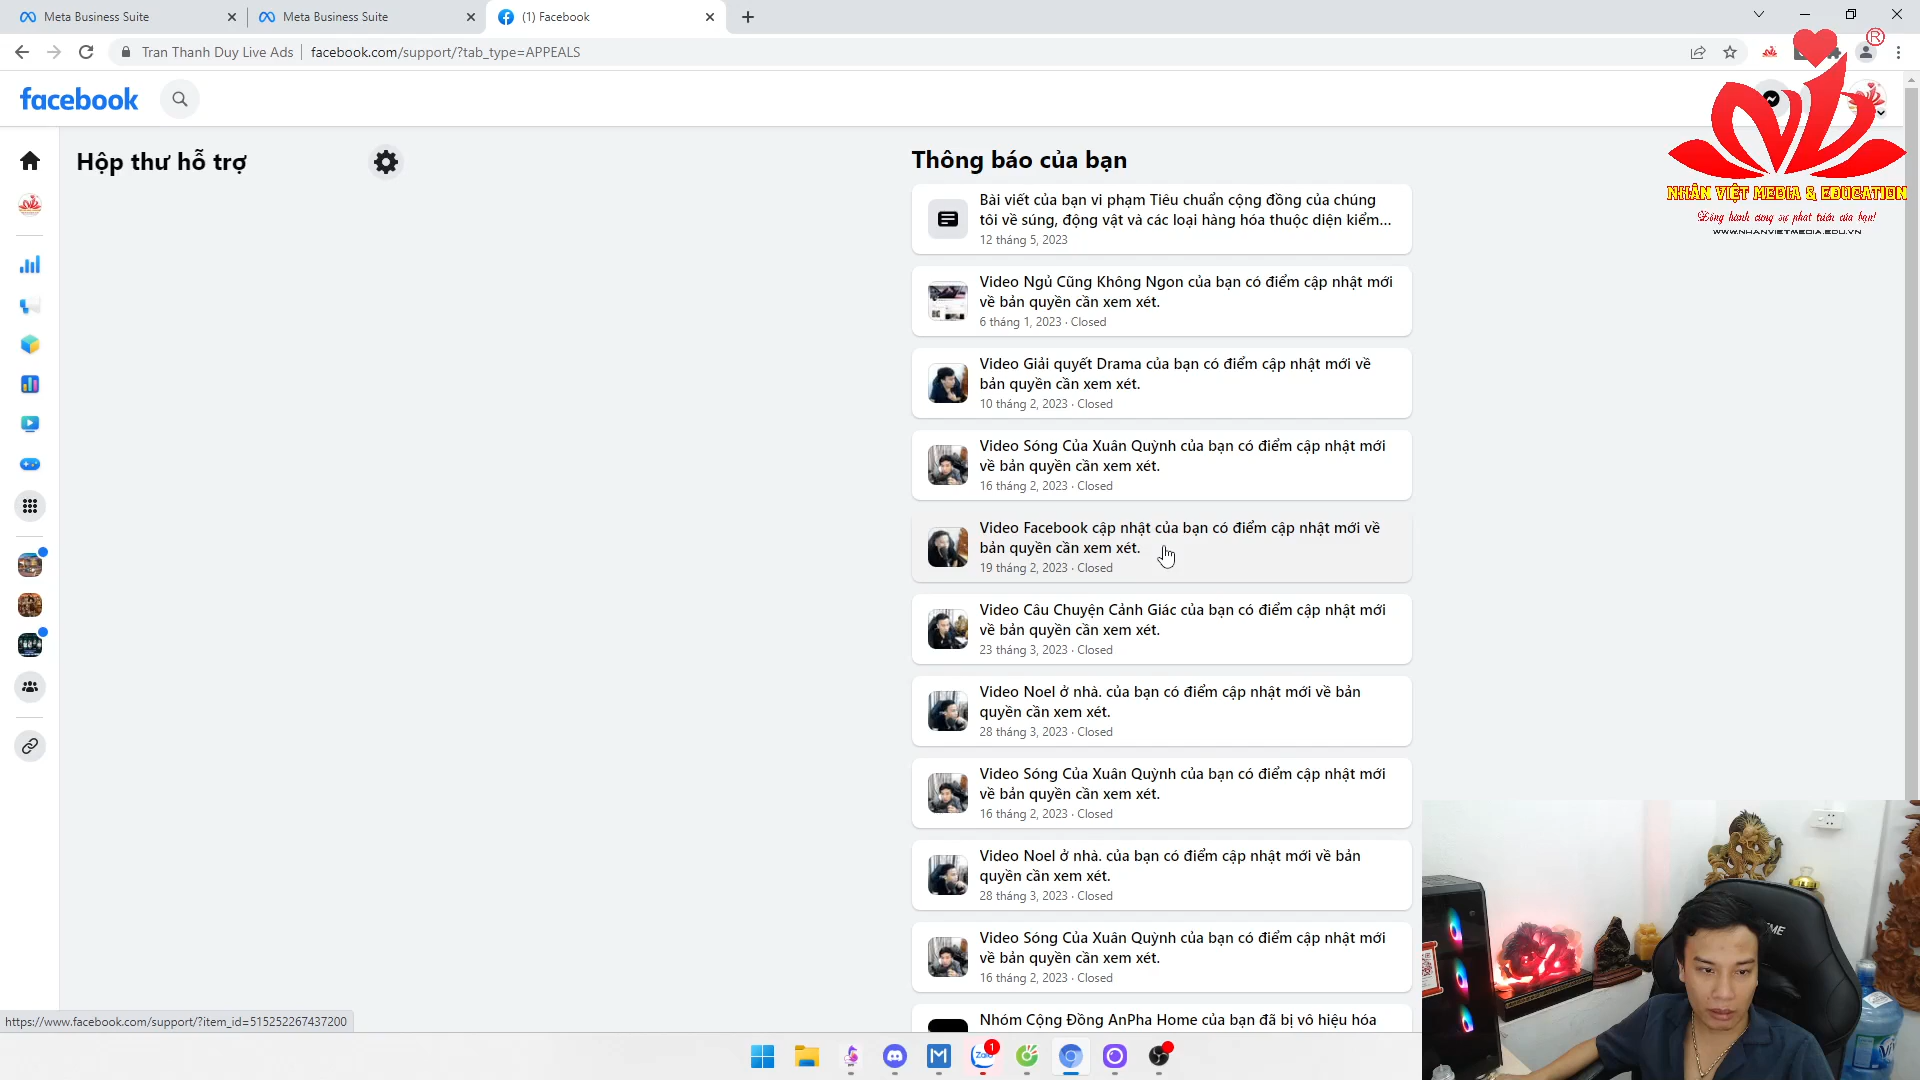 Meta Business Suite
Meta Business Suite
(1) Facebook
Tran Thanh Duy Live Ads
facebook.com/support/?tab_type=APPEALS
facebook
®
NHÂN VIỆT MEDIA & EDUCATION
Đồng hành cùng sự phát triển của bạn!
WWW.NHANVIETMEDIA.EDU.VN
Hộp thư hỗ trợ
Thông báo của bạn
Bài viết của bạn vi phạm Tiêu chuẩn cộng đồng của chúng
tôi về súng, động vật và các loại hàng hóa thuộc diện kiểm...
12 tháng 5, 2023
Video Ngủ Cũng Không Ngon của bạn có điểm cập nhật mới
về bản quyền cần xem xét.
6 tháng 1, 2023 · Closed
Video Giải quyết Drama của bạn có điểm cập nhật mới về
bản quyền cần xem xét.
10 tháng 2, 2023 · Closed
Video Sóng Của Xuân Quỳnh của bạn có điểm cập nhật mới
về bản quyền cần xem xét.
16 tháng 2, 2023 · Closed
Video Facebook cập nhật của bạn có điểm cập nhật mới về
bản quyền cần xem xét.
19 tháng 2, 2023 · Closed
Video Câu Chuyện Cảnh Giác của bạn có điểm cập nhật mới
về bản quyền cần xem xét.
23 tháng 3, 2023 · Closed
Video Noel ở nhà. của bạn có điểm cập nhật mới về bản
quyền cần xem xét.
28 tháng 3, 2023 · Closed
Video Sóng Của Xuân Quỳnh của bạn có điểm cập nhật mới
về bản quyền cần xem xét.
16 tháng 2, 2023 · Closed
Video Noel ở nhà. của bạn có điểm cập nhật mới về bản
quyền cần xem xét.
28 tháng 3, 2023 · Closed
Video Sóng Của Xuân Quỳnh của bạn có điểm cập nhật mới
về bản quyền cần xem xét.
16 tháng 2, 2023 · Closed
Nhóm Cộng Đồng AnPha Home của bạn đã bị vô hiệu hóa
https://www.facebook.com/support/?item_id=515252267437200
Zalo
1